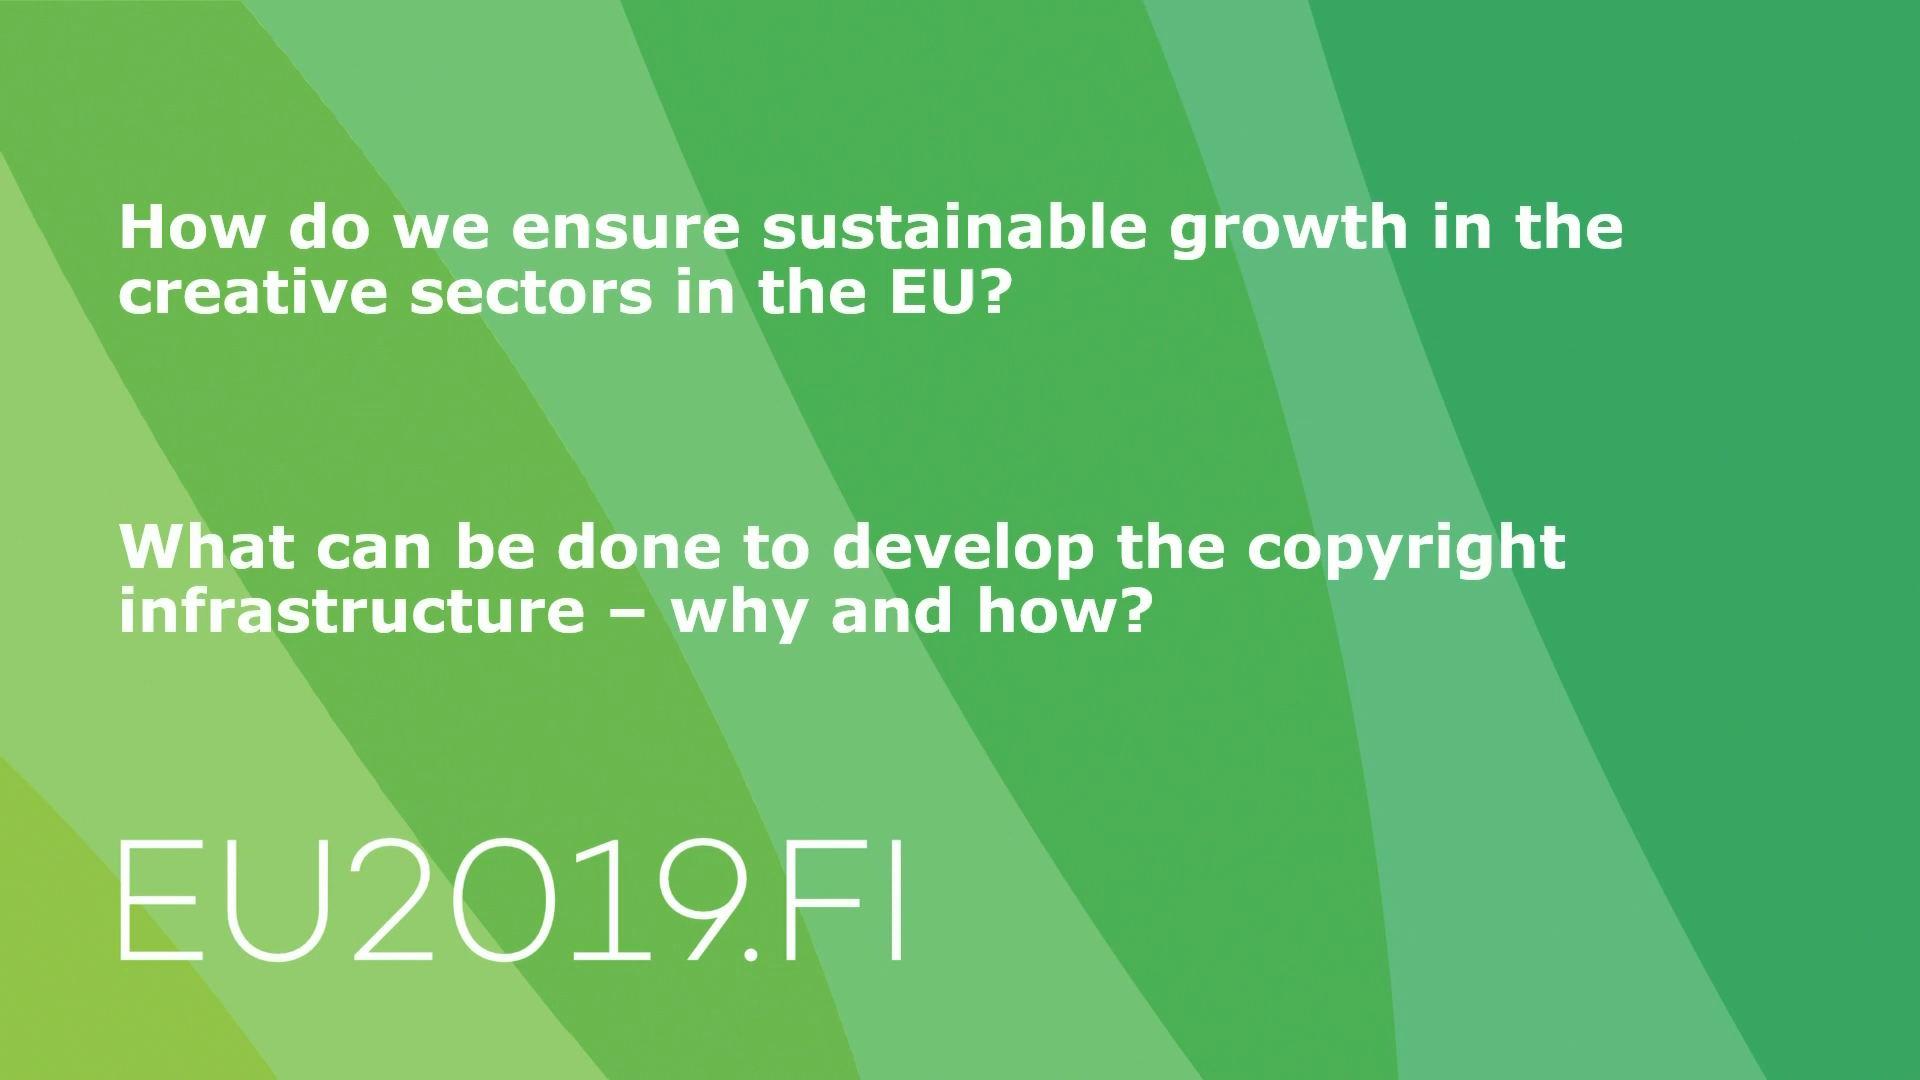 How do we ensure sustainable growth in the
creative sectors in the EU?
What can be done to develop the copyright
infrastructure – why and how?
EU2019.FI